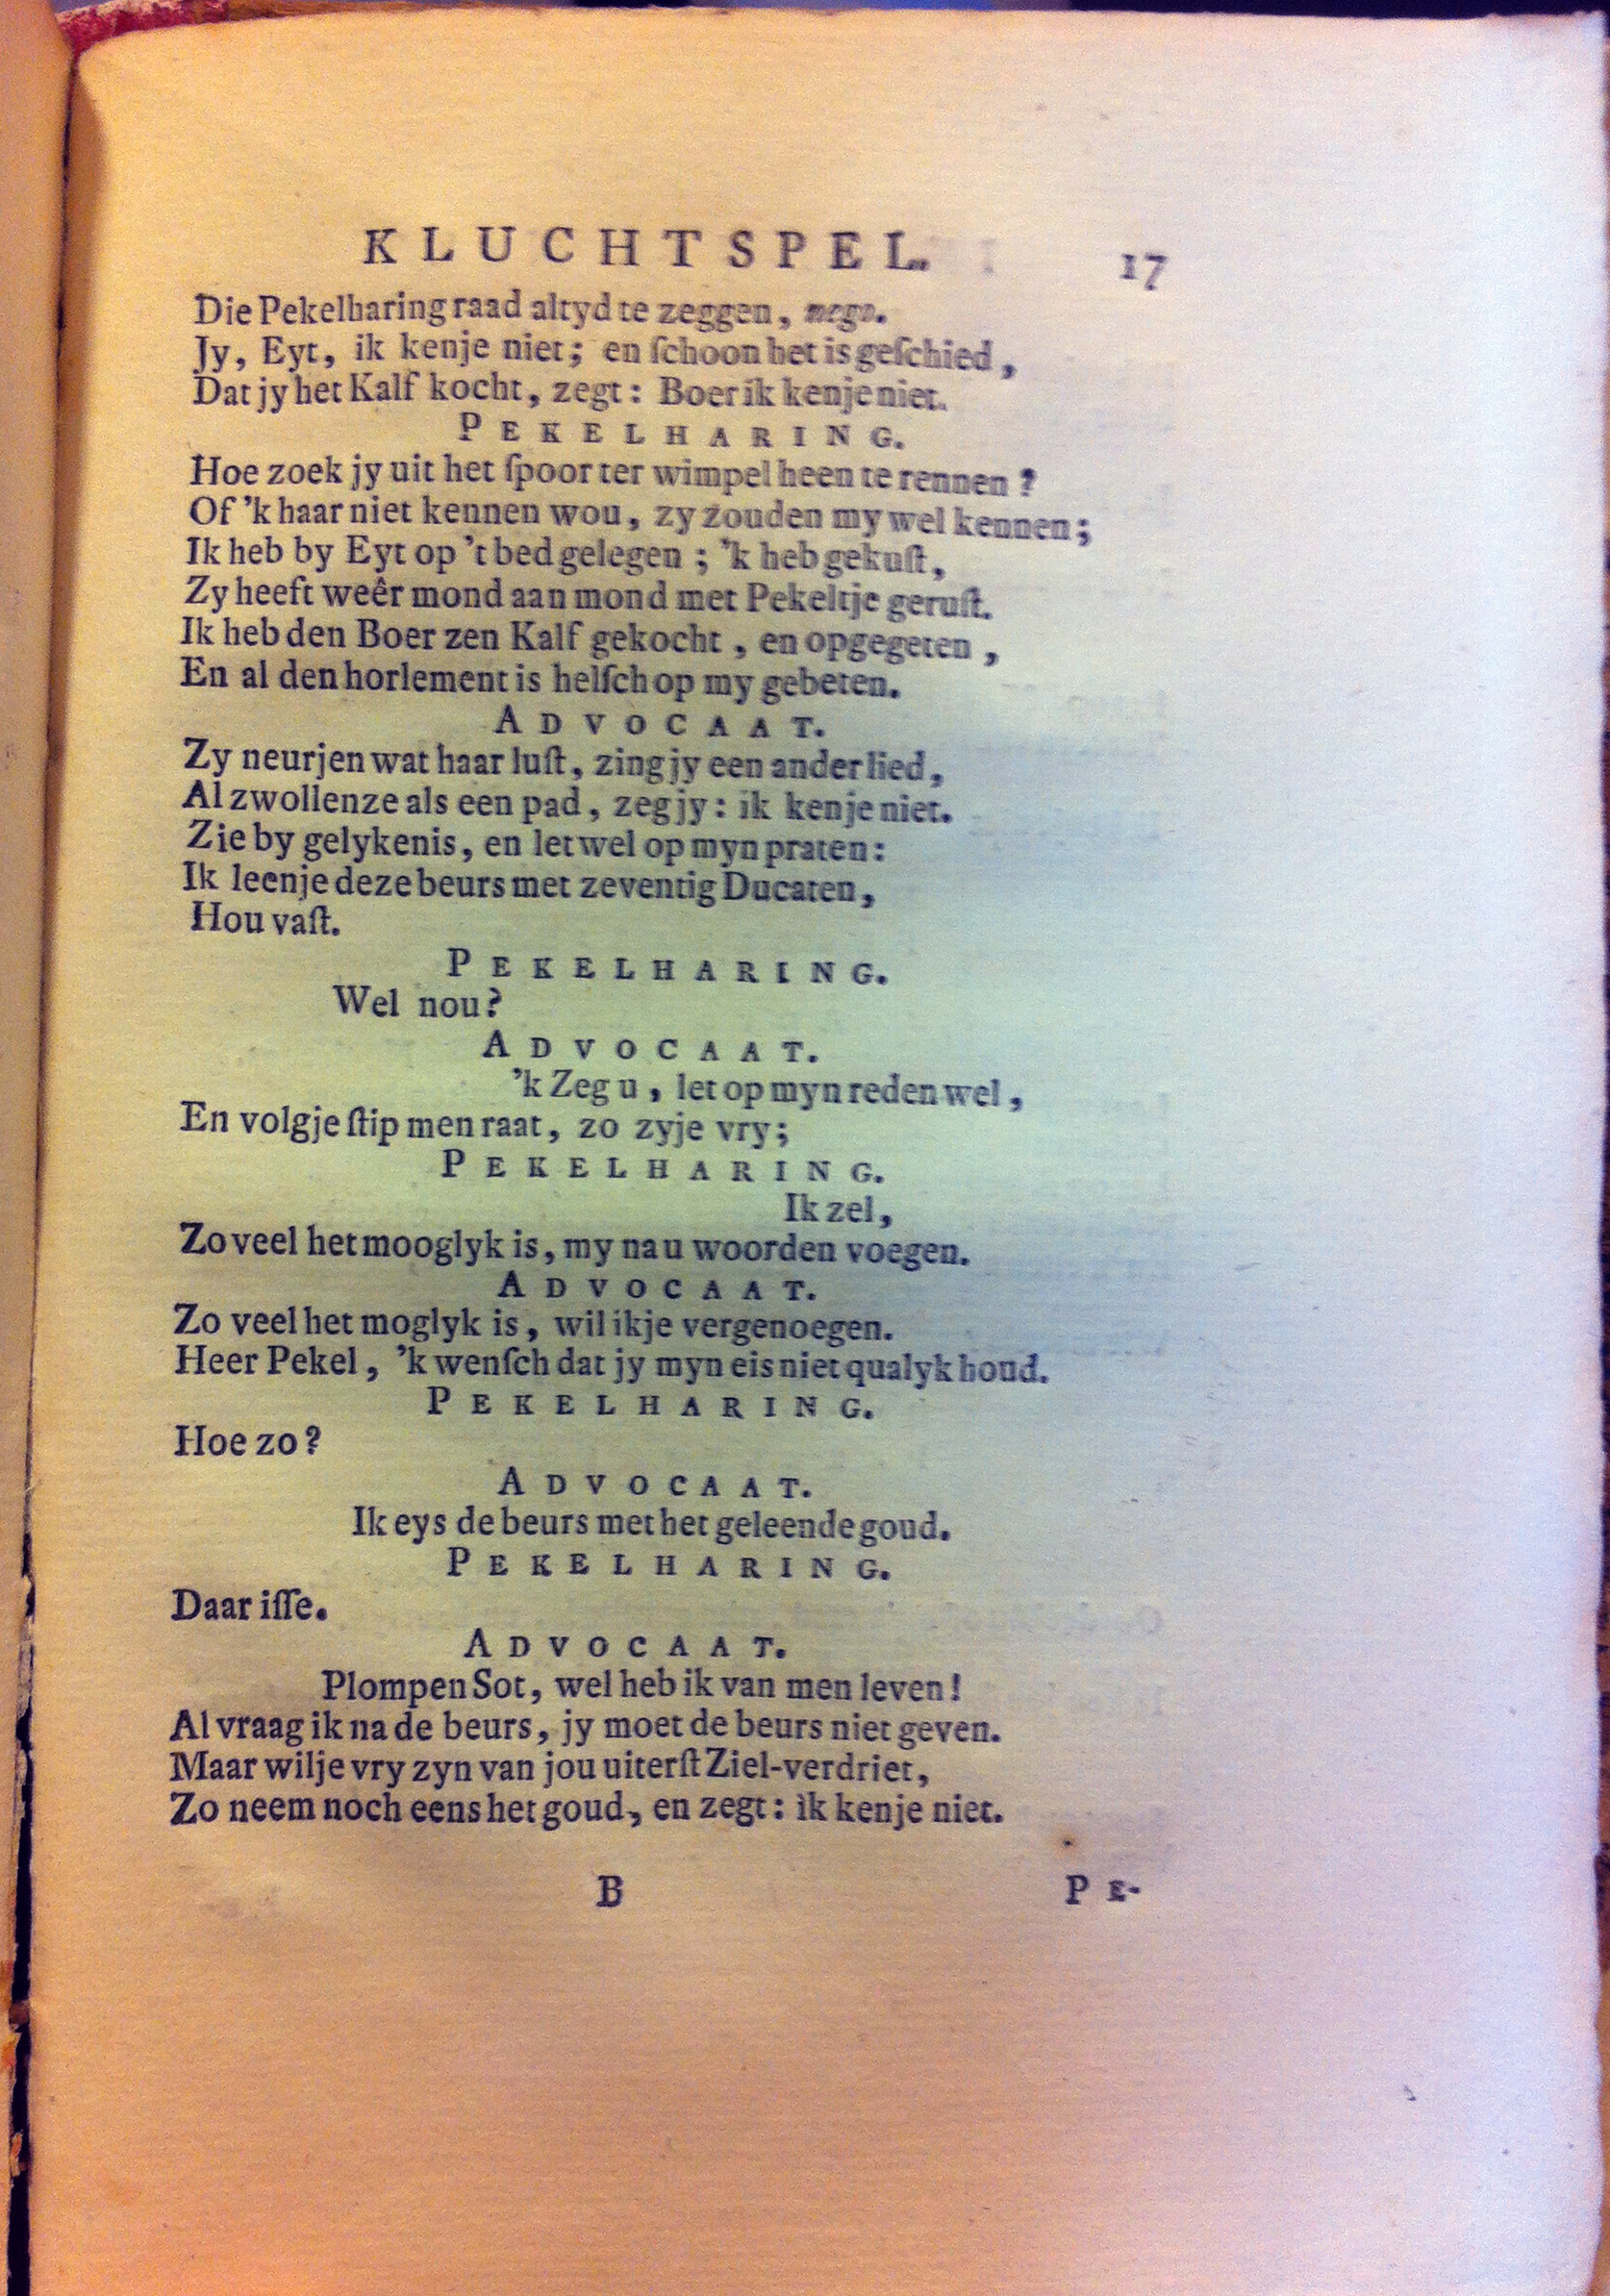 KLUCHTSPEL. 17
Die Pekelharing raad altyd te zeggen, nego.
Jy, Eyt, ik kenje niet; en ſchoon het is geſchied,
Dat jy het Kalf kocht, zegt: Boer ik kenje niet.
PEKELHARING.
Hoe zoek jy uit het ſpoor ter wimpel heen te rennen?
Of 'k haar niet kennen wou, zy zouden my wel kennen;
Ik heb by Eyt op 't bed gelegen; 'k heb gekuſt,
Zy heeft weêr mond aan mond met Pekeltje geruſt.
Ik heb den Boer zen Kalf gekocht, en opgegeten,
En al den horlement is helſch op my gebeten.
ADVOCAAT.
Zy neurjen wat haar luſt, zing jy een ander lied,
Al zwollenze als een pad, zeg jy: ik kenje niet.
Zie by gelykenis, en let wel op myn praten:
Ik leenje deze beurs met zeventig Ducaten,
Hou vaſt.
PEKELHARING.
Wel nou?
ADVOCAAT.
'k Zeg u, let op myn reden wel,
En volgje ſtip men raat, zo zyje vry;
PEKELHARING.
Ik zel,
Zo veel het mooglyk is, my na u woorden voegen.
ADVOCAAT.
Zo veel het moglyk is, wil ikje vergenoegen.
Heer Pekel, 'k wenſch dat jy myn eis niet qualyk houd.
PEKELHARING.
Hoe zo?
ADVOCAAT.
Ik eys de beurs met het geleende goud.
PEKELHARING.
Daar iſſe.
ADVOCAAT.
Plompen Sot, wel heb ik van men leven!
Al vraag ik na de beurs, jy moet de beurs niet geven.
Maar wilje vry zyn van jou uiterſt Ziel-verdriet,
Zo neem noch eens het goud, en zegt: ik kenje niet.
B PE-